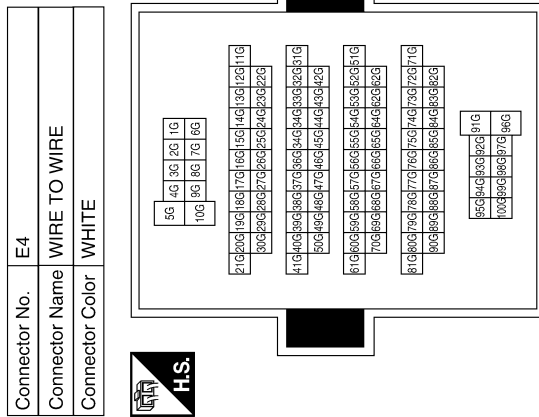 Connector No. E4
Connector Name WIRE TO WIRE
Connector Color WHITE
H.S.
5G 4G 3G 2G 1G
10G 9G 8G 7G 6G
21G 20G 19G 18G 17G 16G 15G 14G 13G 12G 11G
30G 29G 28G 27G 26G 25G 24G 23G 22G
41G 40G 39G 38G 37G 36G 35G 34G 33G 32G 31G
50G 49G 48G 47G 46G 45G 44G 43G 42G
61G 60G 59G 58G 57G 56G 55G 54G 53G 52G 51G
70G 69G 68G 67G 66G 65G 64G 63G 62G
81G 80G 79G 78G 77G 76G 75G 74G 73G 72G 71G
90G 89G 88G 87G 86G 85G 84G 83G 82G
95G 94G 93G 92G 91G
100G 99G 98G 97G 96G